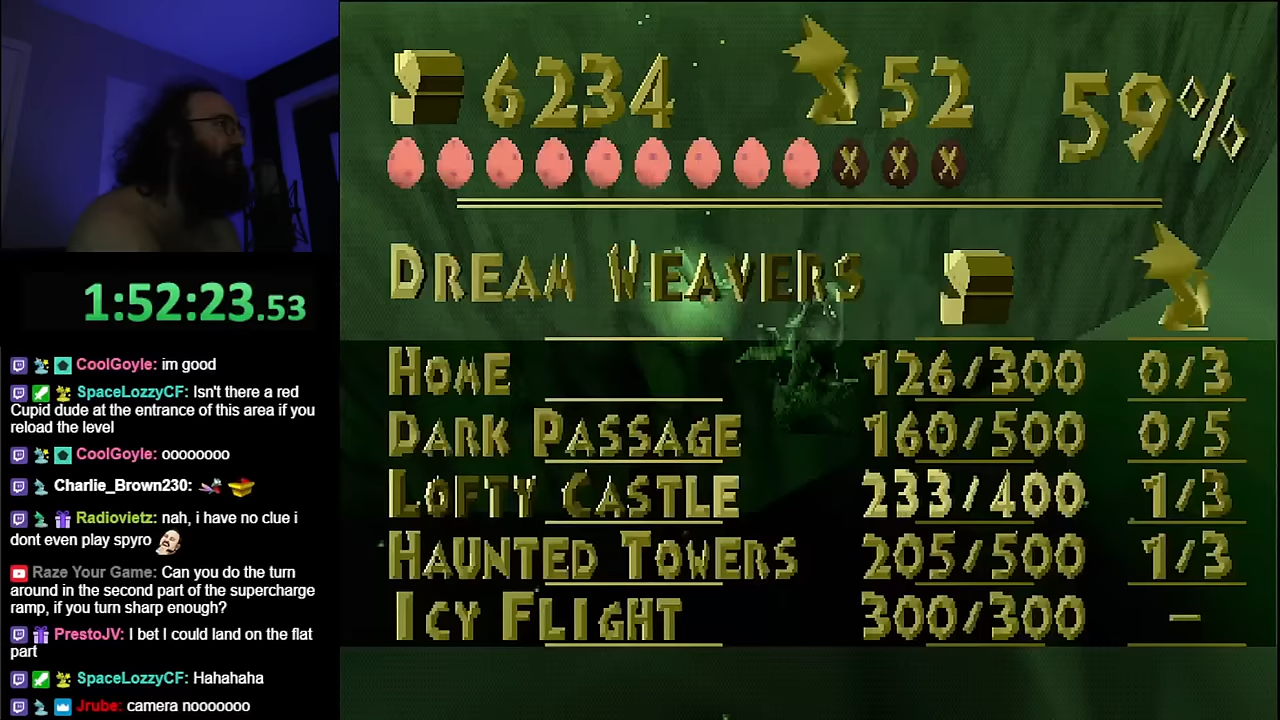 6234 52 59%
DREAM WEAVERS
HOME 126/300 0/3
DARK PASSAGE 160/500 0/5
LOFTY CASTLE 233/400 1/3
HAUNTED TOWERS 205/500 1/3
ICY FLIGHT 300/300 –
1:52:23.53
CoolGoyle: im good
SpaceLozzyCF: Isn't there a red
Cupid dude at the entrance of this area if you
reload the level
CoolGoyle: oooooooo
Charlie_Brown230:
Radiovietz: nah, i have no clue i
dont even play spyro
Raze Your Game: Can you do the turn
around in the second part of the supercharge
ramp, if you turn sharp enough?
PrestoJV: I bet I could land on the flat
part
SpaceLozzyCF: Hahahaha
Jrube: camera nooooooo